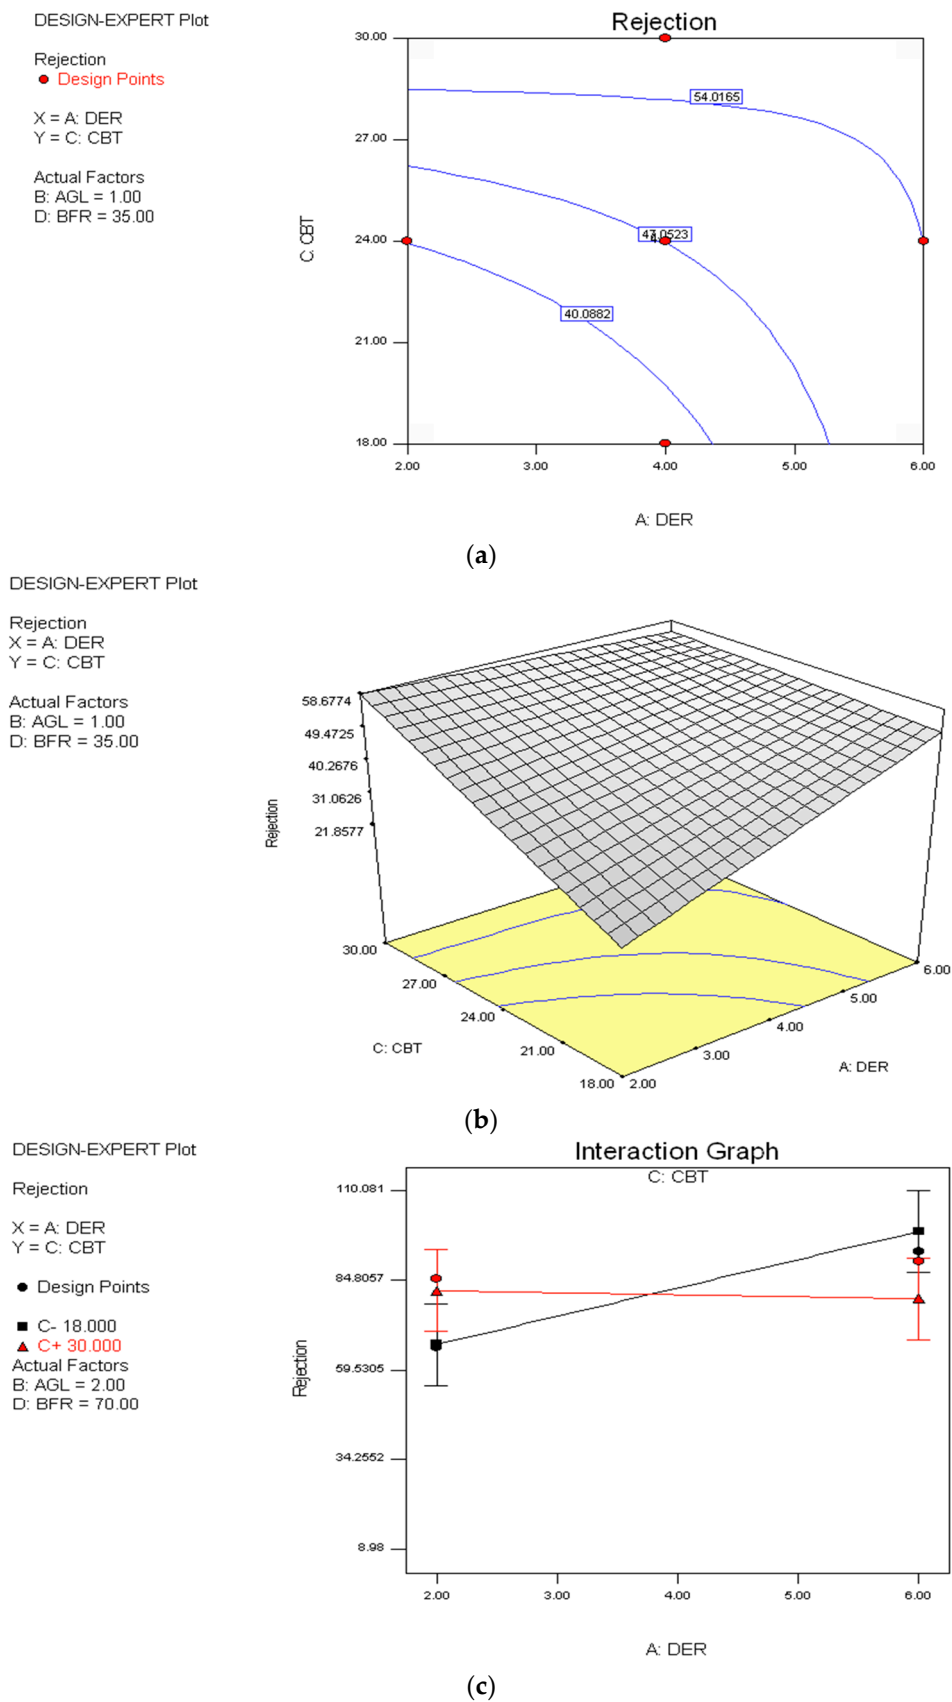 DESIGN-EXPERT Plot
Rejection
Design Points
X = A: DER
Y = C: CBT
Actual Factors
B: AGL = 1.00
D: BFR = 35.00
Rejection
30.00
27.00
24.00
21.00
18.00
C: CBT
54.0165
47.0523
40.0882
2.00
3.00
4.00
5.00
6.00
A: DER
(a)
DESIGN-EXPERT Plot
Rejection
X = A: DER
Y = C: CBT
Actual Factors
B: AGL = 1.00
D: BFR = 35.00
58.6774
49.4725
40.2676
31.0626
21.8577
Rejection
30.00
27.00
24.00
21.00
18.00
C: CBT
2.00
3.00
4.00
5.00
6.00
A: DER
(b)
DESIGN-EXPERT Plot
Rejection
X = A: DER
Y = C: CBT
Design Points
C- 18.000
C+ 30.000
Actual Factors
B: AGL = 2.00
D: BFR = 70.00
Interaction Graph
C: CBT
110.081
84.8057
59.5305
34.2552
8.98
Rejection
2.00
3.00
4.00
5.00
6.00
A: DER
(c)